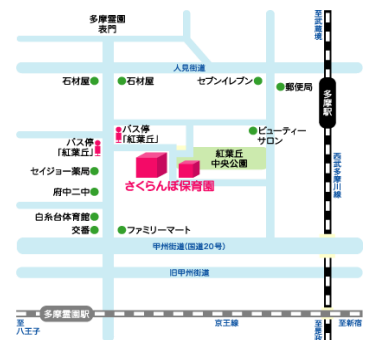 多摩霊園
表門
至武蔵境
人見街道
石材屋
石材屋
セブンイレブン
郵便局
多摩駅
バス停
「紅葉丘」
バス停
「紅葉丘」
ビューティー
サロン
紅葉丘
中央公園
西武多摩川線
セイジョー薬局
さくらんぼ保育園
府中二中
白糸台体育館
交番
ファミリーマート
甲州街道(国道20号)
旧甲州街道
多摩霊園駅
至
八王子
京王線
至新宿
至是政